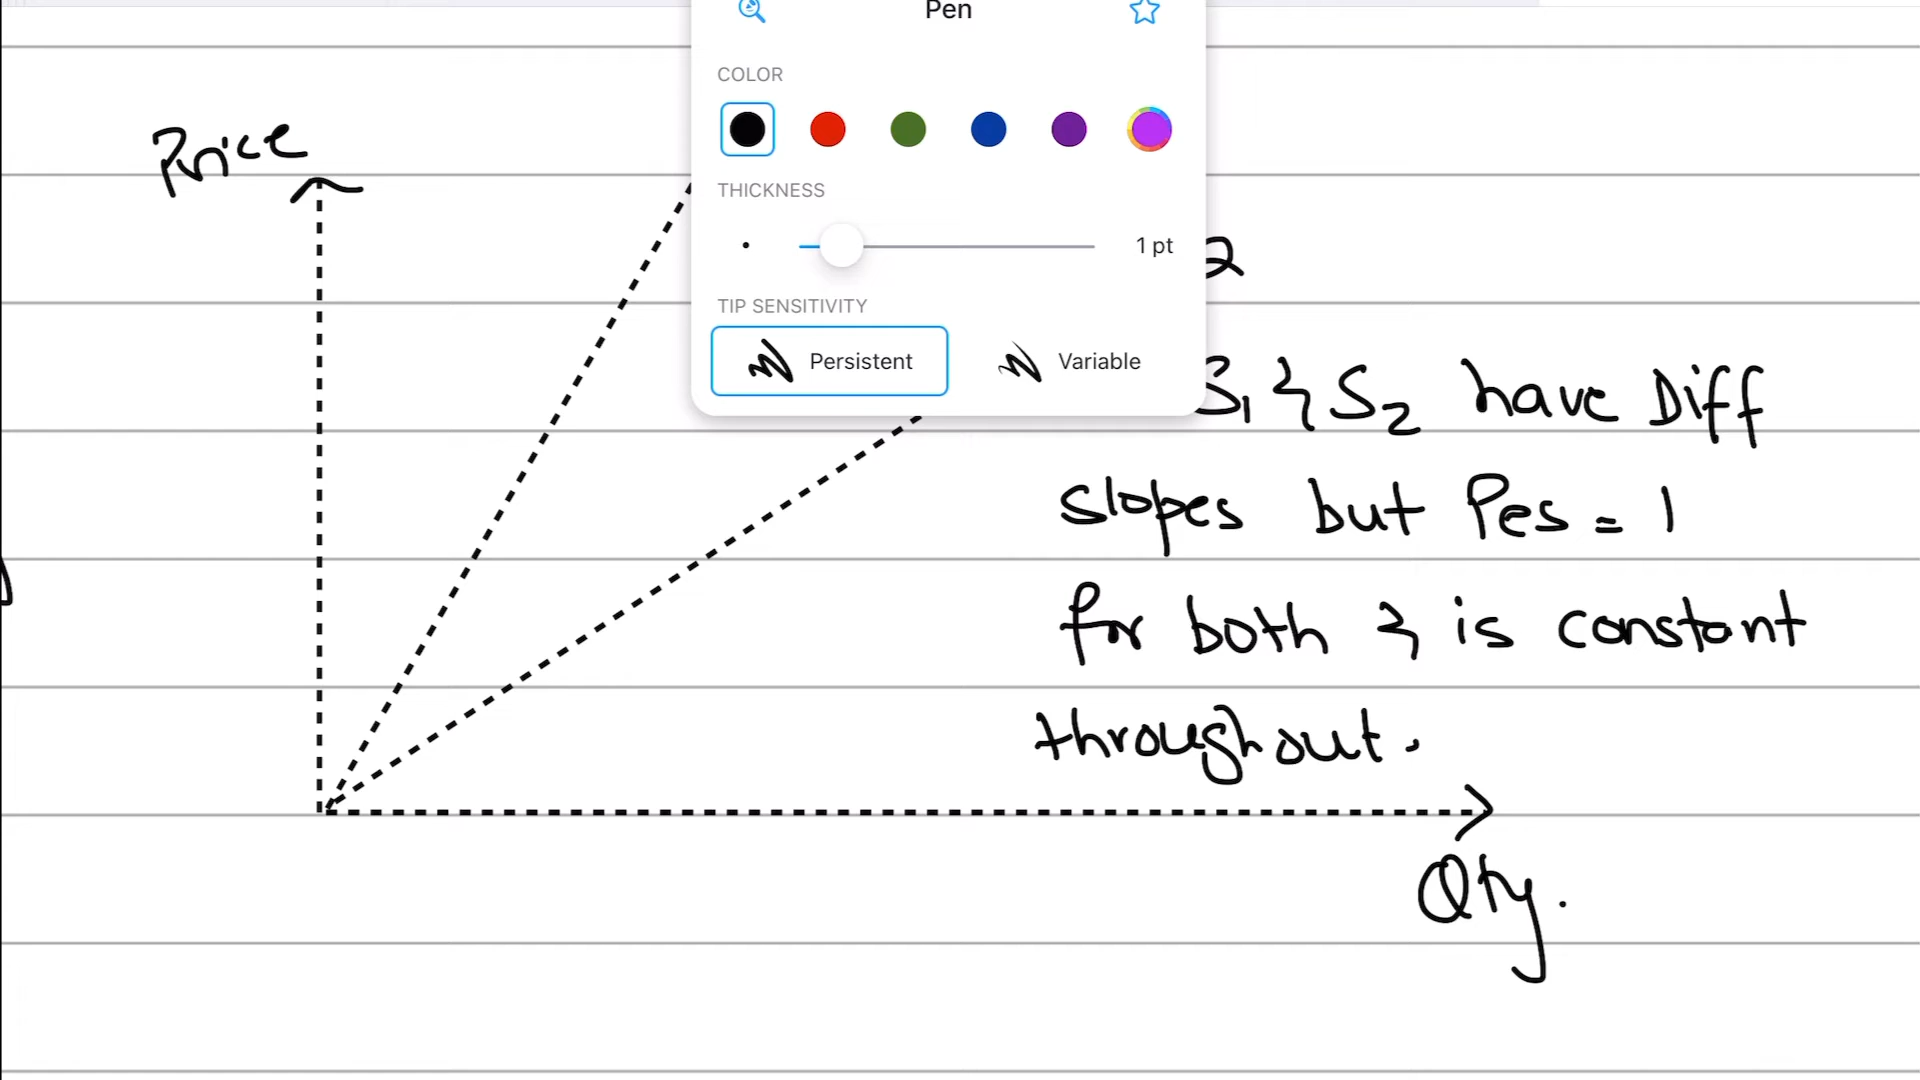 Pen
COLOR
Price
THICKNESS
1 pt
2
TIP SENSITIVITY
Persistent
Variable
S₁ & S₂ have Diff
slopes but Pes = 1
for both & is constant
throughout.
Qty.